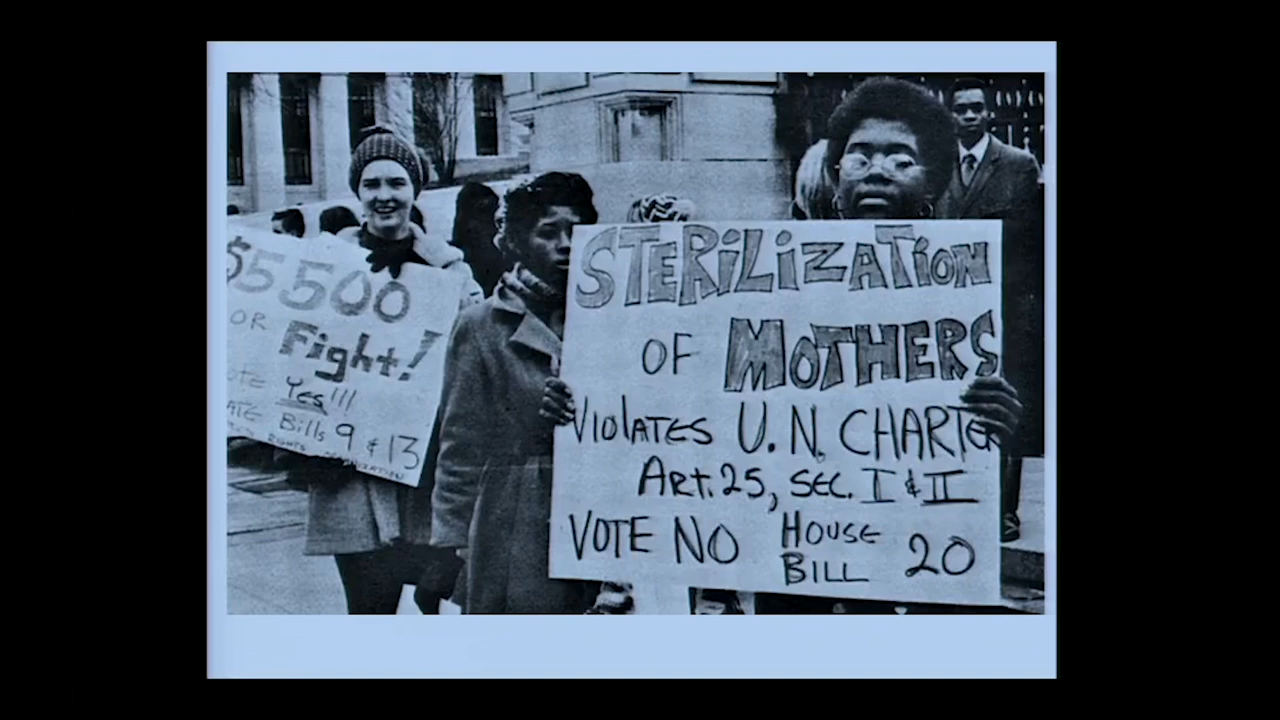 $5500
OR Fight!
Yes!!!
Bills 9 & 13
STERILIZATION
OF MOTHERS
VIOLATES U.N. CHARTER
ART. 25, SEC. I & II
VOTE NO HOUSE
BILL 20